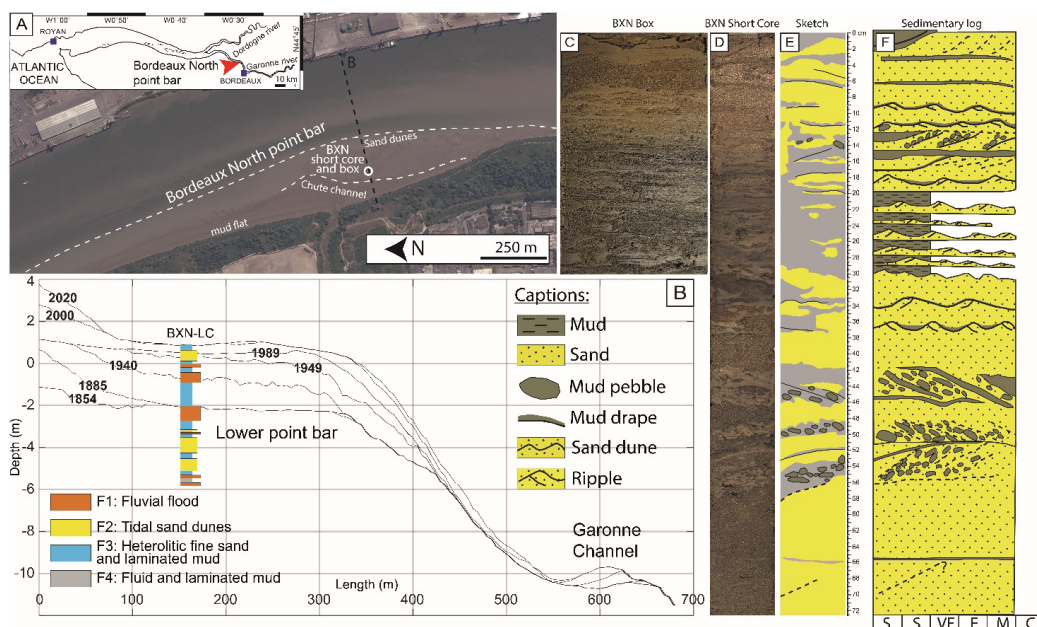 A
W1°00'
W0°50'
W0°40'
W0°30'
ROYAN
Dordogne river
N44°45'
Bordeaux North
point bar
Garonne river
ATLANTIC
OCEAN
BORDEAUX
10 km
B
Bordeaux North point bar
Sand dunes
BXN
short core
and box
Chute channel
mud flat
N
250 m
BXN Box
C
BXN Short Core
D
Sketch
E
Sedimentary log
F
0 cm
2
4
6
8
10
12
14
16
18
20
22
24
26
28
30
32
34
36
38
40
42
44
46
48
50
52
54
56
58
60
62
64
66
68
70
72
?
S S VF F M C
B
4
2
0
-2
-4
-6
-8
-10
Depth (m)
2020
2000
1940
1885
1854
BXN-LC
1989
1949
Lower point bar
Captions:
Mud
Sand
Mud pebble
Mud drape
Sand dune
Ripple
F1: Fluvial flood
F2: Tidal sand dunes
F3: Heterolitic fine sand
and laminated mud
F4: Fluid and laminated mud
Garonne
Channel
Length (m)
0 100 200 300 400 500 600 700